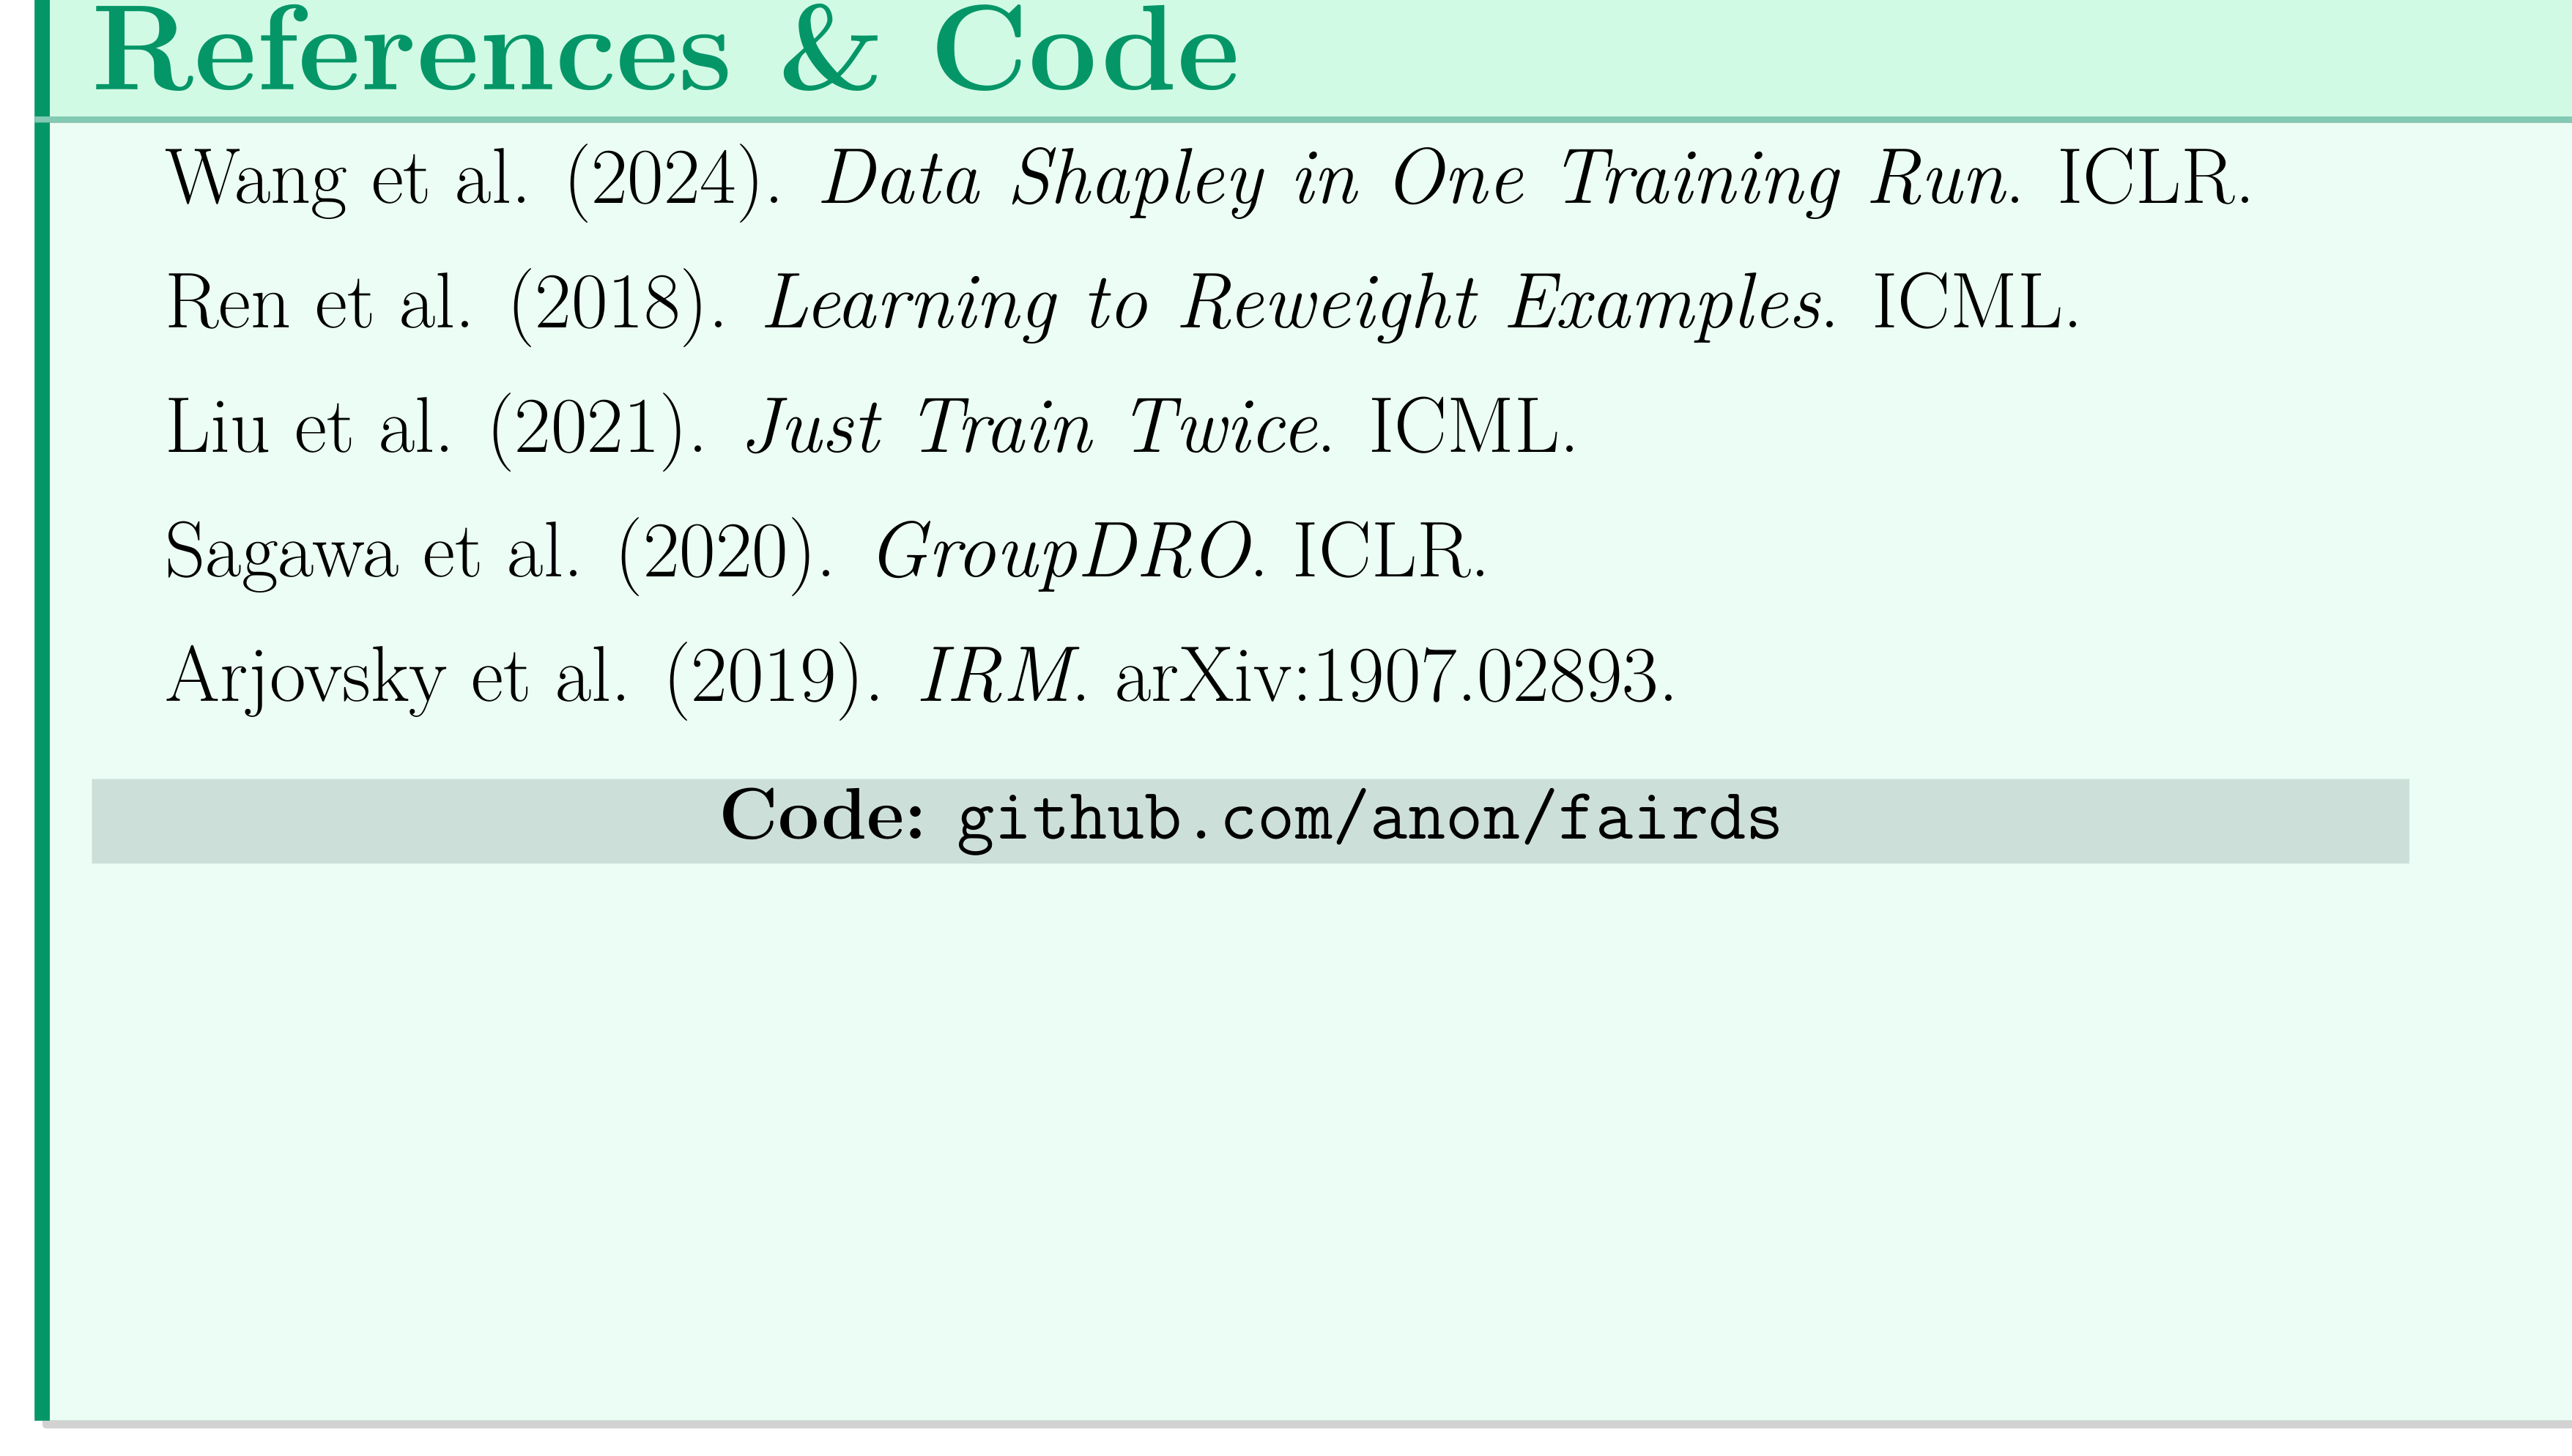 References & Code
Wang et al. (2024). Data Shapley in One Training Run. ICLR.
Ren et al. (2018). Learning to Reweight Examples. ICML.
Liu et al. (2021). Just Train Twice. ICML.
Sagawa et al. (2020). GroupDRO. ICLR.
Arjovsky et al. (2019). IRM. arXiv:1907.02893.
Code: github.com/anon/fairds